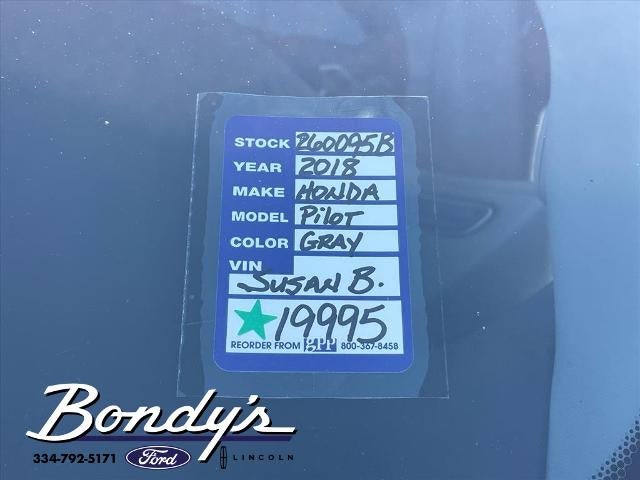 STOCK 260095B
YEAR 2018
MAKE HONDA
MODEL PiloT
COLOR GRAY
VIN
SUSAN B.
19995
REORDER FROM gPP 800-367-8458
Bondy's
334-792-5171 Ford LINCOLN